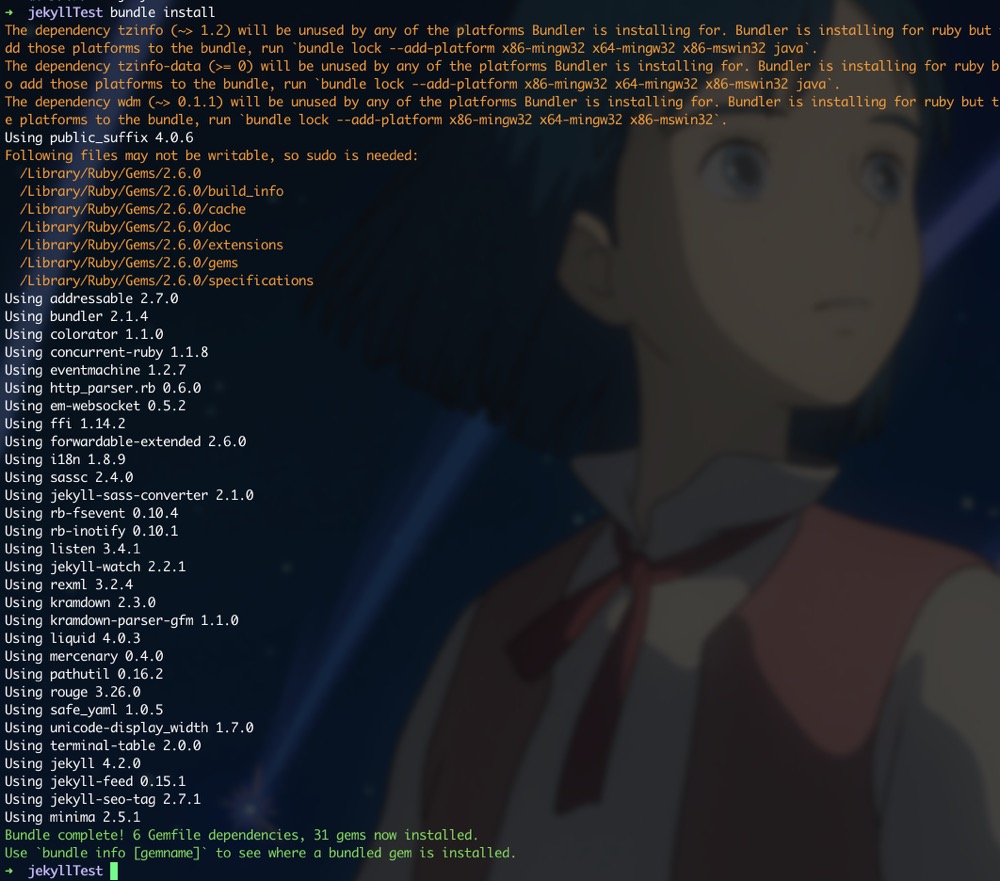 → jekyllTest bundle install
The dependency tzinfo (~> 1.2) will be unused by any of the platforms Bundler is installing for. Bundler is installing for ruby but
dd those platforms to the bundle, run `bundle lock --add-platform x86-mingw32 x64-mingw32 x86-mswin32 java`.
The dependency tzinfo-data (>= 0) will be unused by any of the platforms Bundler is installing for. Bundler is installing for ruby b
o add those platforms to the bundle, run `bundle lock --add-platform x86-mingw32 x64-mingw32 x86-mswin32 java`.
The dependency wdm (~> 0.1.1) will be unused by any of the platforms Bundler is installing for. Bundler is installing for ruby but t
e platforms to the bundle, run `bundle lock --add-platform x86-mingw32 x64-mingw32 x86-mswin32`.
Using public_suffix 4.0.6
Following files may not be writable, so sudo is needed:
  /Library/Ruby/Gems/2.6.0
  /Library/Ruby/Gems/2.6.0/build_info
  /Library/Ruby/Gems/2.6.0/cache
  /Library/Ruby/Gems/2.6.0/doc
  /Library/Ruby/Gems/2.6.0/extensions
  /Library/Ruby/Gems/2.6.0/gems
  /Library/Ruby/Gems/2.6.0/specifications
Using addressable 2.7.0
Using bundler 2.1.4
Using colorator 1.1.0
Using concurrent-ruby 1.1.8
Using eventmachine 1.2.7
Using http_parser.rb 0.6.0
Using em-websocket 0.5.2
Using ffi 1.14.2
Using forwardable-extended 2.6.0
Using i18n 1.8.9
Using sassc 2.4.0
Using jekyll-sass-converter 2.1.0
Using rb-fsevent 0.10.4
Using rb-inotify 0.10.1
Using listen 3.4.1
Using jekyll-watch 2.2.1
Using rexml 3.2.4
Using kramdown 2.3.0
Using kramdown-parser-gfm 1.1.0
Using liquid 4.0.3
Using mercenary 0.4.0
Using pathutil 0.16.2
Using rouge 3.26.0
Using safe_yaml 1.0.5
Using unicode-display_width 1.7.0
Using terminal-table 2.0.0
Using jekyll 4.2.0
Using jekyll-feed 0.15.1
Using jekyll-seo-tag 2.7.1
Using minima 2.5.1
Bundle complete! 6 Gemfile dependencies, 31 gems now installed.
Use `bundle info [gemname]` to see where a bundled gem is installed.
→ jekyllTest